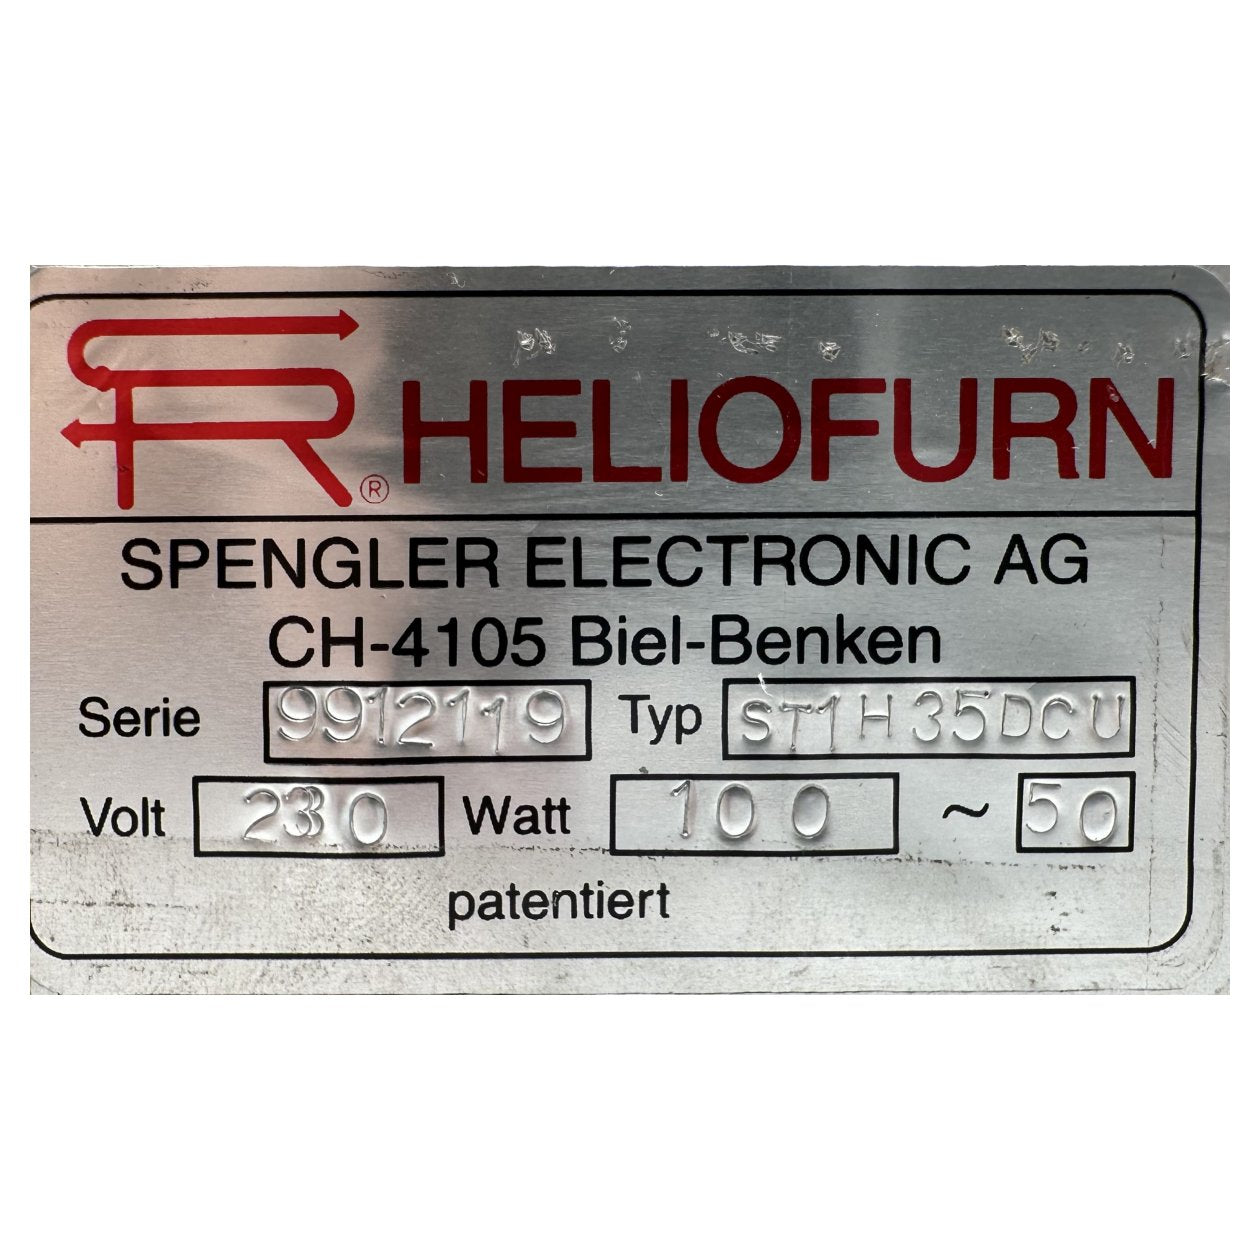 ® HELIOFURN
SPENGLER ELECTRONIC AG
CH-4105 Biel-Benken
Serie 9912119 Typ ST1H35DCU
Volt 230 Watt 100 ~ 50
patentiert